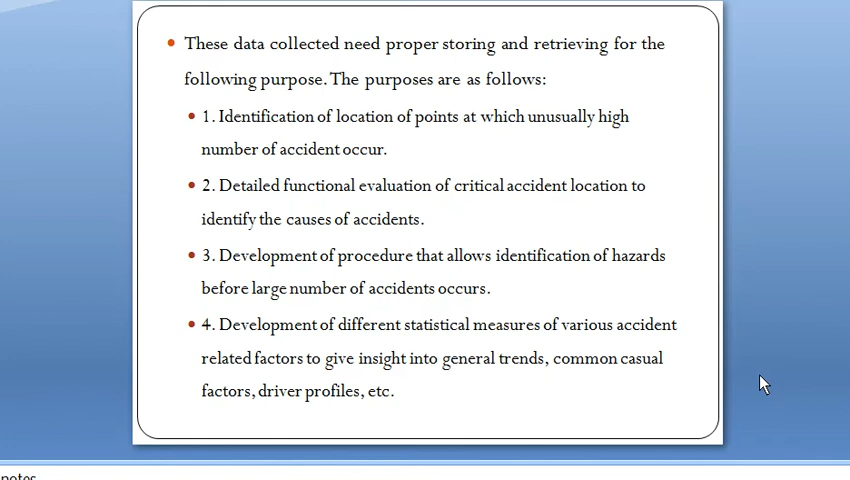 These data collected need proper storing and retrieving for the
following purpose. The purposes are as follows:
1. Identification of location of points at which unusually high
number of accident occur.
2. Detailed functional evaluation of critical accident location to
identify the causes of accidents.
3. Development of procedure that allows identification of hazards
before large number of accidents occurs.
4. Development of different statistical measures of various accident
related factors to give insight into general trends, common casual
factors, driver profiles, etc.
notes